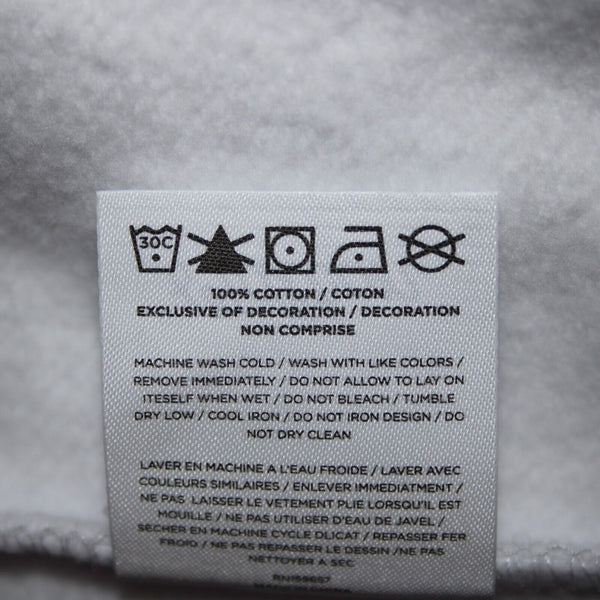 30C
100% COTTON / COTON
EXCLUSIVE OF DECORATION / DECORATION
NON COMPRISE
MACHINE WASH COLD / WASH WITH LIKE COLORS /
REMOVE IMMEDIATELY / DO NOT ALLOW TO LAY ON
ITESELF WHEN WET / DO NOT BLEACH / TUMBLE
DRY LOW / COOL IRON / DO NOT IRON DESIGN / DO
NOT DRY CLEAN
LAVER EN MACHINE A L'EAU FROIDE / LAVER AVEC
COULEURS SIMILAIRES / ENLEVER IMMEDIATMENT /
NE PAS LAISSER LE VETEMENT PLIE LORSQU'IL EST
MOUILLE / NE PAS UTILISER D'EAU DE JAVEL /
SECHER EN MACHINE CYCLE DLICAT / REPASSER FER
FROID / NE PAS REPASSER LE DESSIN / NE PAS
NETTOYER A SEC
MADE IN